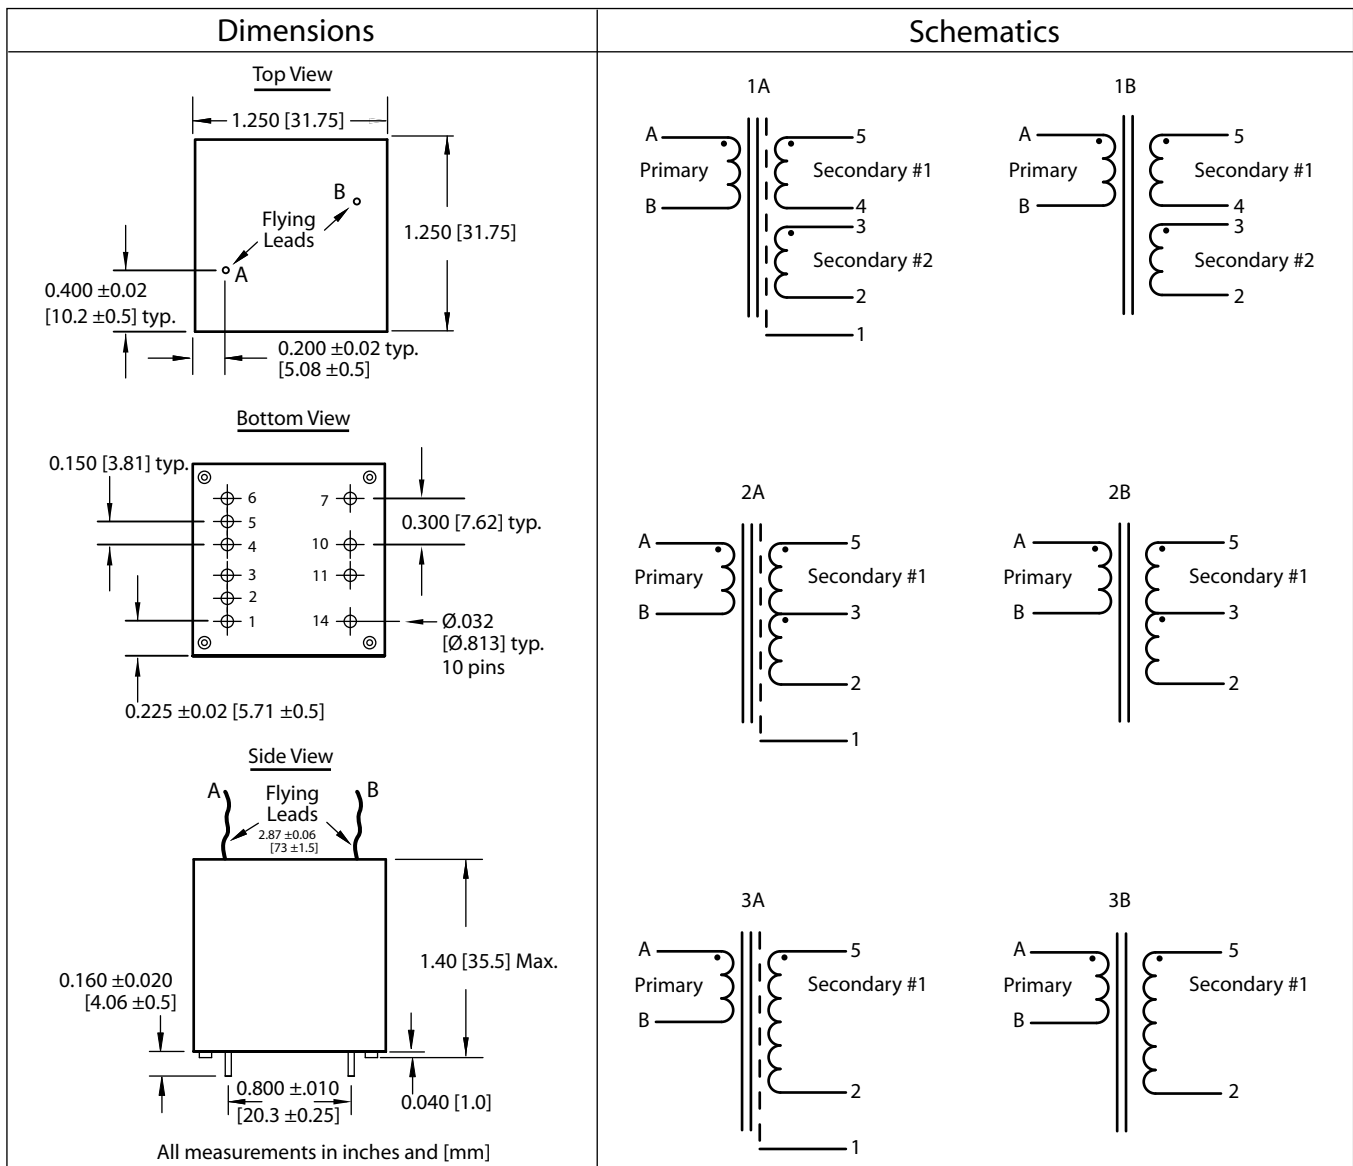 Dimensions
Schematics
Top View
1.250 [31.75]
B
Flying
Leads
1.250 [31.75]
A
0.400 ±0.02
[10.2 ±0.5] typ.
0.200 ±0.02 typ.
[5.08 ±0.5]
Bottom View
0.150 [3.81] typ.
6
7
5
0.300 [7.62] typ.
4
10
3
11
2
1
14
Ø.032
[Ø.813] typ.
10 pins
0.225 ±0.02 [5.71 ±0.5]
Side View
A
Flying
Leads
B
2.87 ±0.06
[73 ±1.5]
1.40 [35.5] Max.
0.160 ±0.020
[4.06 ±0.5]
0.800 ±.010
[20.3 ±0.25]
0.040 [1.0]
All measurements in inches and [mm]
1A
A
5
Primary
Secondary #1
B
4
3
Secondary #2
2
1
1B
A
5
Primary
Secondary #1
B
4
3
Secondary #2
2
2A
A
5
Primary
Secondary #1
B
3
2
1
2B
A
5
Primary
Secondary #1
B
3
2
3A
A
5
Primary
Secondary #1
B
2
1
3B
A
5
Primary
Secondary #1
B
2